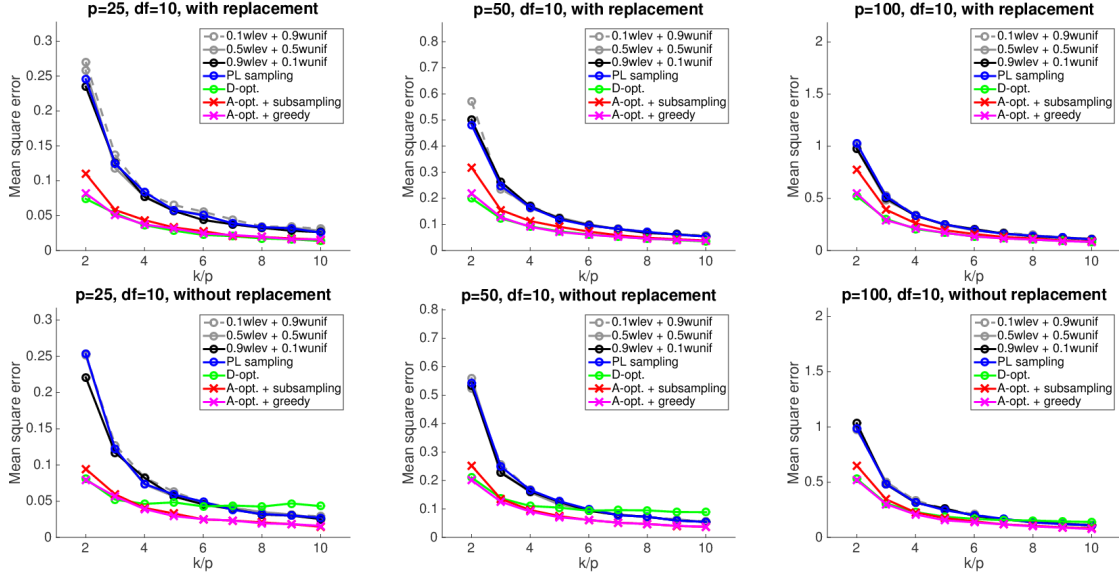 p=25, df=10, with replacement
0.3
0.25
0.2
0.15
0.1
0.05
0
Mean square error
2 4 6 8 10
k/p
0.1wlev + 0.9wunif
0.5wlev + 0.5wunif
0.9wlev + 0.1wunif
PL sampling
D-opt.
A-opt. + subsampling
A-opt. + greedy
p=50, df=10, with replacement
0.8
0.7
0.6
0.5
0.4
0.3
0.2
0.1
0
Mean square error
2 4 6 8 10
k/p
0.1wlev + 0.9wunif
0.5wlev + 0.5wunif
0.9wlev + 0.1wunif
PL sampling
D-opt.
A-opt. + subsampling
A-opt. + greedy
p=100, df=10, with replacement
2
1.5
1
0.5
0
Mean square error
2 4 6 8 10
k/p
0.1wlev + 0.9wunif
0.5wlev + 0.5wunif
0.9wlev + 0.1wunif
PL sampling
D-opt.
A-opt. + subsampling
A-opt. + greedy
p=25, df=10, without replacement
0.3
0.25
0.2
0.15
0.1
0.05
0
Mean square error
2 4 6 8 10
k/p
0.1wlev + 0.9wunif
0.5wlev + 0.5wunif
0.9wlev + 0.1wunif
PL sampling
D-opt.
A-opt. + subsampling
A-opt. + greedy
p=50, df=10, without replacement
0.8
0.7
0.6
0.5
0.4
0.3
0.2
0.1
0
Mean square error
2 4 6 8 10
k/p
0.1wlev + 0.9wunif
0.5wlev + 0.5wunif
0.9wlev + 0.1wunif
PL sampling
D-opt.
A-opt. + subsampling
A-opt. + greedy
p=100, df=10, without replacement
2
1.5
1
0.5
0
Mean square error
2 4 6 8 10
k/p
0.1wlev + 0.9wunif
0.5wlev + 0.5wunif
0.9wlev + 0.1wunif
PL sampling
D-opt.
A-opt. + subsampling
A-opt. + greedy